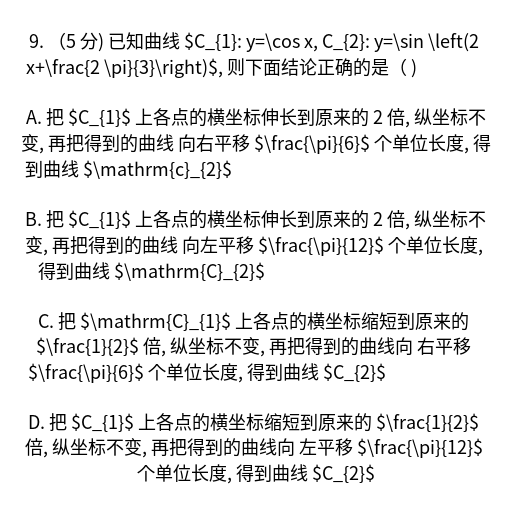 9. （5 分) 已知曲线 $C_{1}: y=\cos x, C_{2}: y=\sin \left(2
x+\frac{2 \pi}{3}\right)$, 则下面结论正确的是（ )
A. 把 $C_{1}$ 上各点的横坐标伸长到原来的 2 倍, 纵坐标不
变, 再把得到的曲线 向右平移 $\frac{\pi}{6}$ 个单位长度, 得
到曲线 $\mathrm{c}_{2}$
B. 把 $C_{1}$ 上各点的横坐标伸长到原来的 2 倍, 纵坐标不
变, 再把得到的曲线 向左平移 $\frac{\pi}{12}$ 个单位长度,
得到曲线 $\mathrm{C}_{2}$
C. 把 $\mathrm{C}_{1}$ 上各点的横坐标缩短到原来的
$\frac{1}{2}$ 倍, 纵坐标不变, 再把得到的曲线向 右平移
$\frac{\pi}{6}$ 个单位长度, 得到曲线 $C_{2}$
D. 把 $C_{1}$ 上各点的横坐标缩短到原来的 $\frac{1}{2}$
倍, 纵坐标不变, 再把得到的曲线向 左平移 $\frac{\pi}{12}$
个单位长度, 得到曲线 $C_{2}$